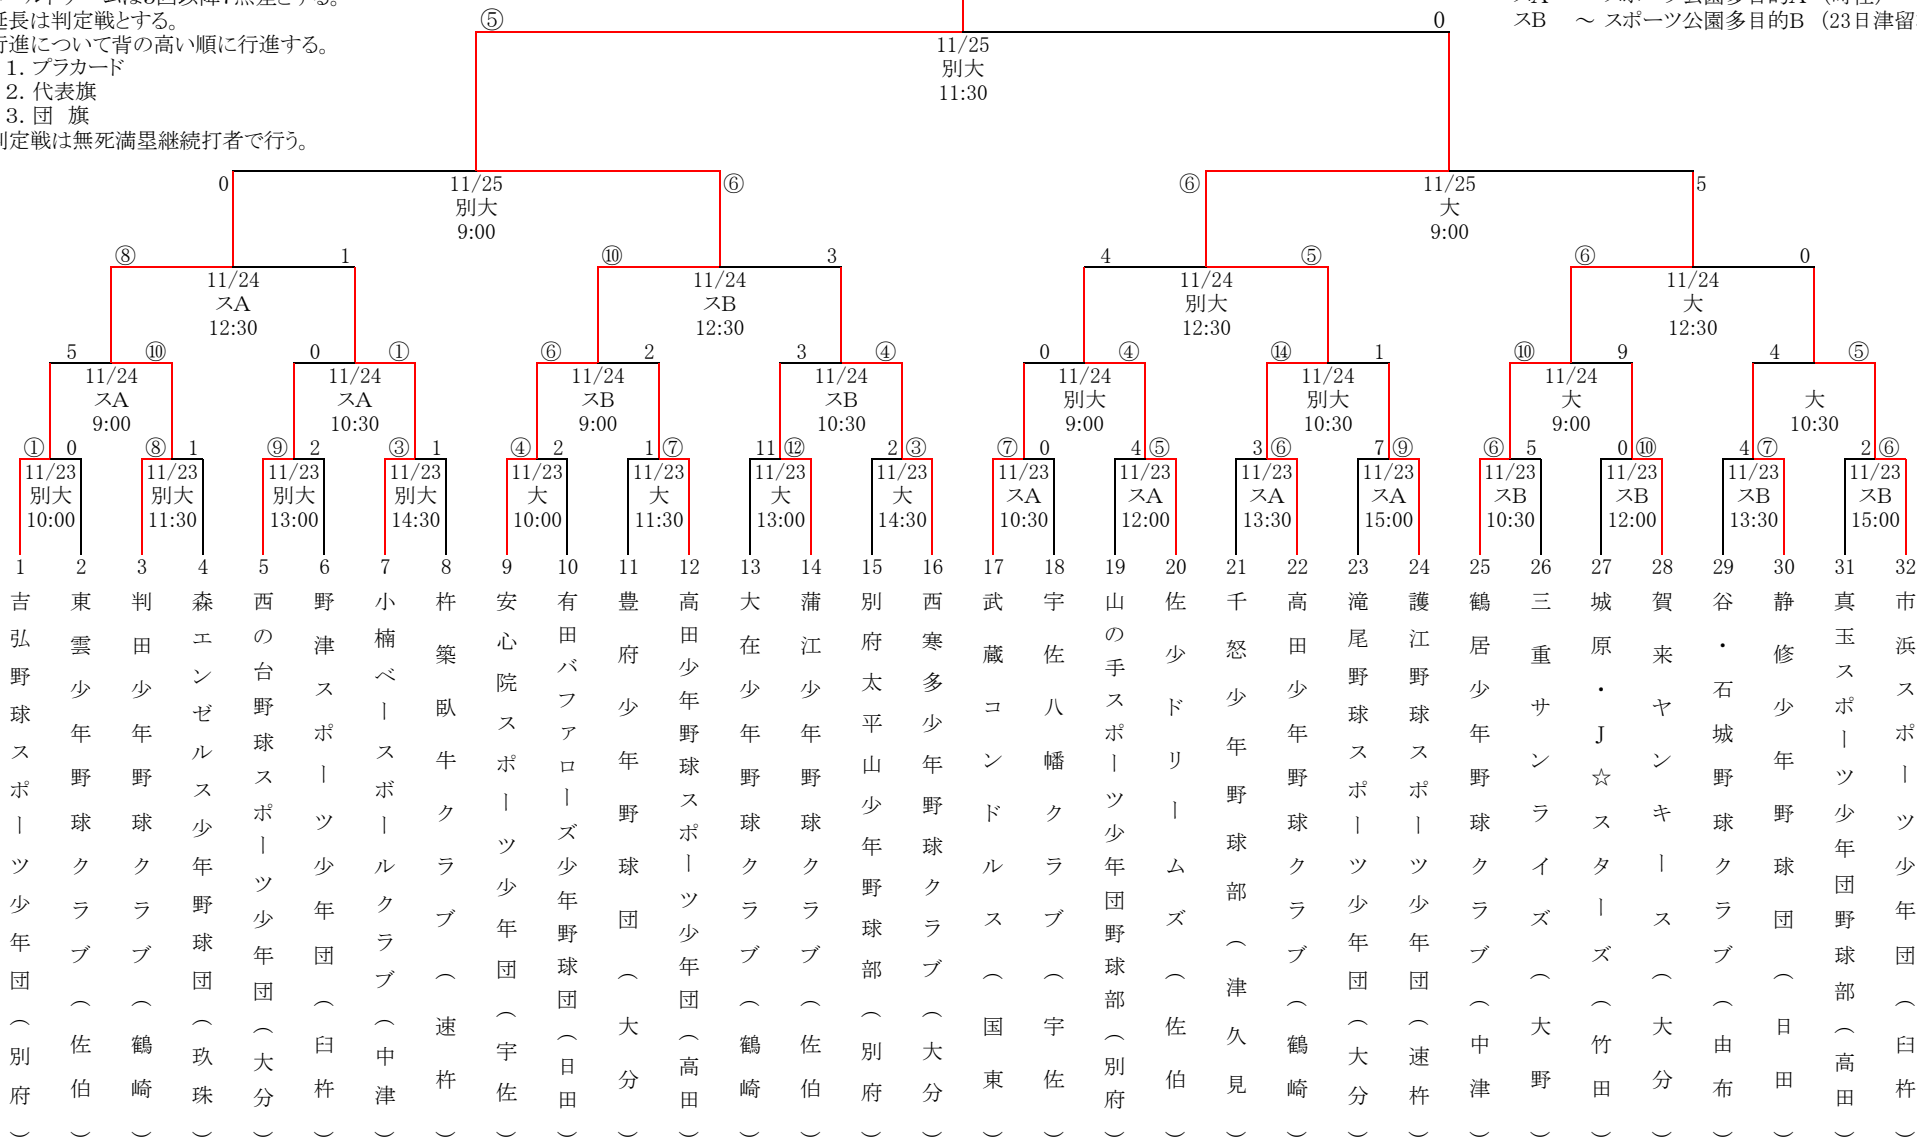 延長は判定戦とする。
行進について背の高い順に行進する。
1. プラカード
2. 代表旗
3. 団 旗
判定戦は無死満塁継続打者で行う。
スB ～ スポーツ公園多目的B (23日津留
⑤ 0
11/25
別大
11:30
0 ⑥ ⑥ 5
11/25 11/25
別大 大
9:00 9:00
⑧ 1 ⑩ 3 4 ⑤ ⑥ 0
11/24 11/24 11/24 11/24
スA スB 別大 大
12:30 12:30 12:30 12:30
5 ⑩ 0 ① ⑥ 2 3 ④ 0 ④ ⑭ 1 ⑩ 9 4 ⑤
11/24 11/24 11/24 11/24 11/24 11/24 11/24
スA スA スB スB 別大 別大 大 大
9:00 10:30 9:00 10:30 9:00 10:30 9:00 10:30
① 0 ⑧ 1 ⑨ 2 ③ 1 ④ 2 1 ⑦ 11 ⑫ 2 ③ ⑦ 0 4 ⑤ 3 ⑥ 7 ⑨ ⑥ 5 0 ⑩ 4 ⑦ 2 ⑥
11/23 11/23 11/23 11/23 11/23 11/23 11/23 11/23 11/23 11/23 11/23 11/23 11/23 11/23 11/23 11/23
別大 別大 別大 別大 大 大 大 大 スA スA スA スA スB スB スB スB
10:00 11:30 13:00 14:30 10:00 11:30 13:00 14:30 10:30 12:00 13:30 15:00 10:30 12:00 13:30 15:00
1 2 3 4 5 6 7 8 9 10 11 12 13 14 15 16 17 18 19 20 21 22 23 24 25 26 27 28 29 30 31 32
吉弘野球スポーツ少年団(別府)
東雲少年野球クラブ(佐伯)
判田少年野球クラブ(鶴崎)
森エンゼルス少年野球団(玖珠)
西の台野球スポーツ少年団(大分)
野津スポーツ少年団(臼杵)
小楠ベースボールクラブ(中津)
杵築臥牛クラブ(速杵)
安心院スポーツ少年団(宇佐)
有田バファローズ少年野球団(日田)
豊府少年野球団(大分)
高田少年野球スポーツ少年団(高田)
大在少年野球クラブ(鶴崎)
蒲江少年野球クラブ(佐伯)
別府太平山少年野球部(別府)
西寒多少年野球クラブ(大分)
武蔵コンドルス(国東)
宇佐八幡クラブ(宇佐)
山の手スポーツ少年団野球部(別府)
佐伯少ドリームズ(佐伯)
千怒少年野球部(津久見)
高田少年野球クラブ(鶴崎)
滝尾野球スポーツ少年団(大分)
護江野球スポーツ少年団(速杵)
鶴居少年野球クラブ(中津)
三重サンライズ(大野)
城原・J☆スターズ(竹田)
賀来ヤンキース(大分)
谷・石城野球クラブ(由布)
静修少年野球団(日田)
真玉スポーツ少年団野球部(高田)
市浜スポーツ少年団(臼杵)